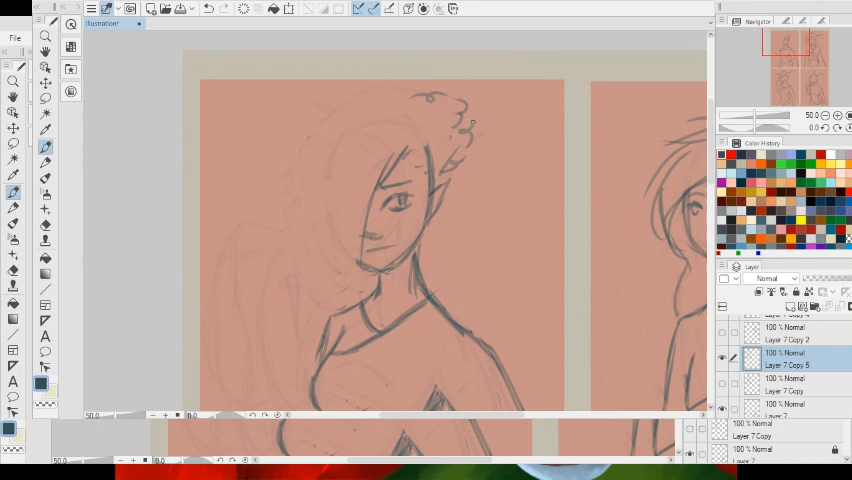 File
Illustration*
Navigator
50.0
0.0
Color History
Layer
Normal
100 % Normal
Layer 7 Copy 2
100 % Normal
Layer 7 Copy 5
100 % Normal
Layer 7 Copy
100 % Normal
Layer 7
50.0
0.0
100 % Normal
Layer 7 Copy
100 % Normal
50.0
0.0